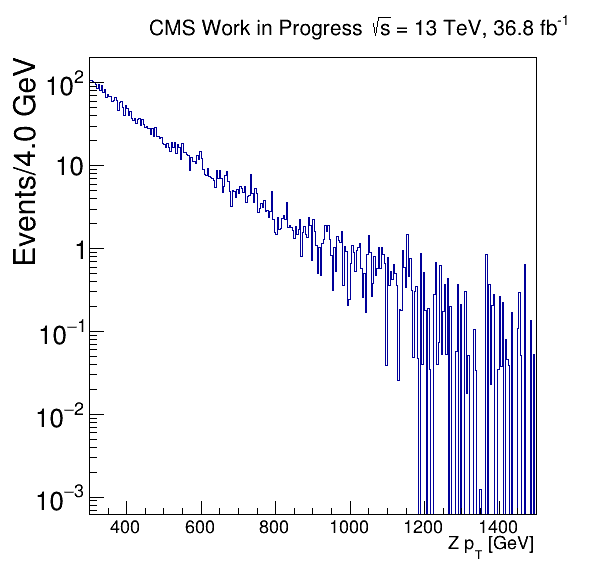 CMS Work in Progress √s = 13 TeV, 36.8 fb⁻¹
Events/4.0 GeV
10²
10
1
10⁻¹
10⁻²
10⁻³
400 600 800 1000 1200 1400
Z p_T [GeV]